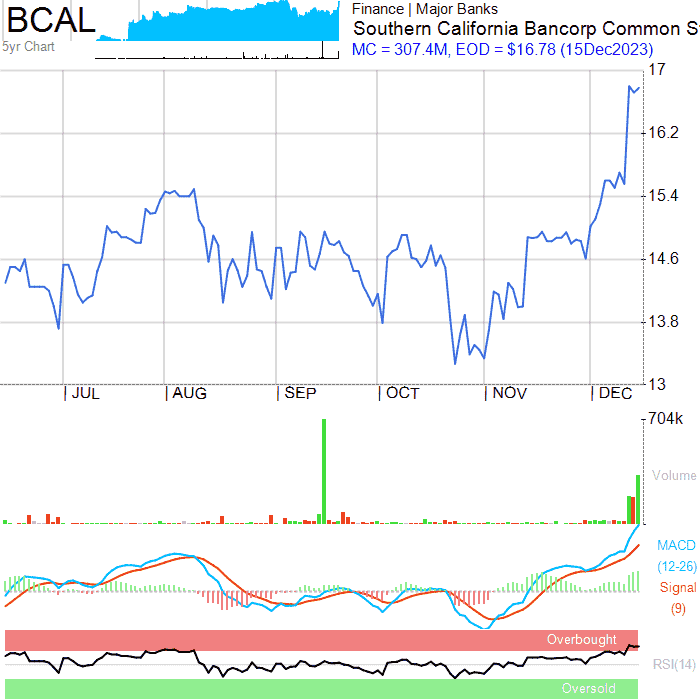 BCAL
5yr Chart
Finance | Major Banks
Southern California Bancorp Common S
MC = 307.4M, EOD = $16.78 (15Dec2023)
17
16.2
15.4
14.6
13.8
13
JUL
AUG
SEP
OCT
NOV
DEC
704k
Volume
MACD
(12-26)
Signal
(9)
Overbought
RSI(14)
Oversold